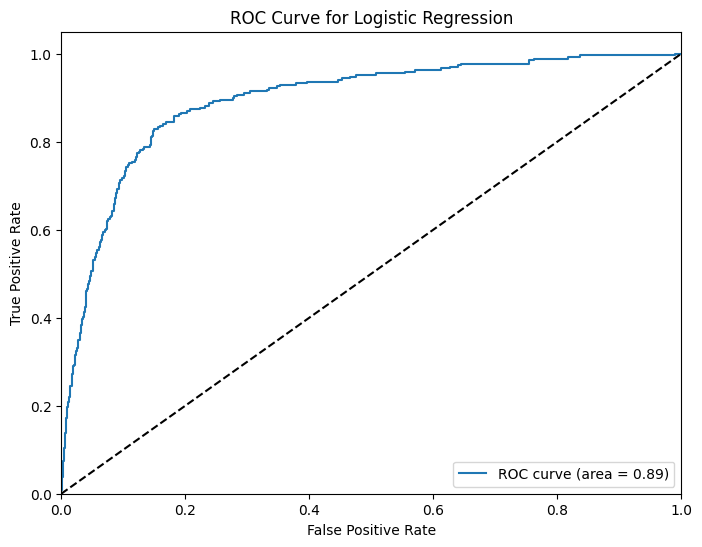 ROC Curve for Logistic Regression
True Positive Rate
1.0
0.8
0.6
0.4
0.2
0.0
ROC curve (area = 0.89)
0.0 0.2 0.4 0.6 0.8 1.0
False Positive Rate